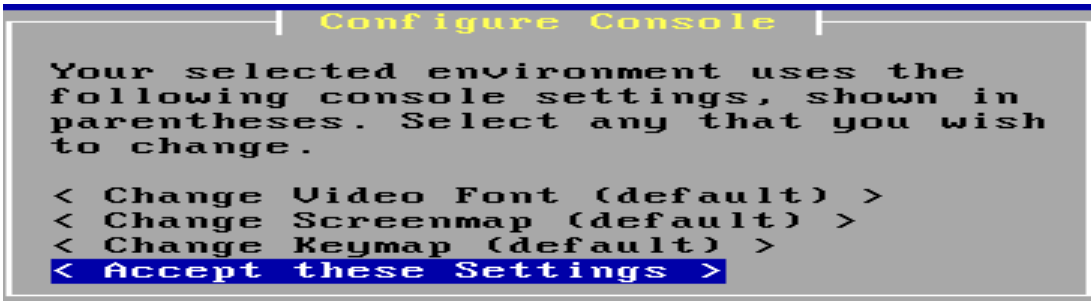 Configure Console
Your selected environment uses the
following console settings, shown in
parentheses. Select any that you wish
to change.
< Change Video Font (default) >
< Change Screenmap (default) >
< Change Keymap (default) >
< Accept these Settings >